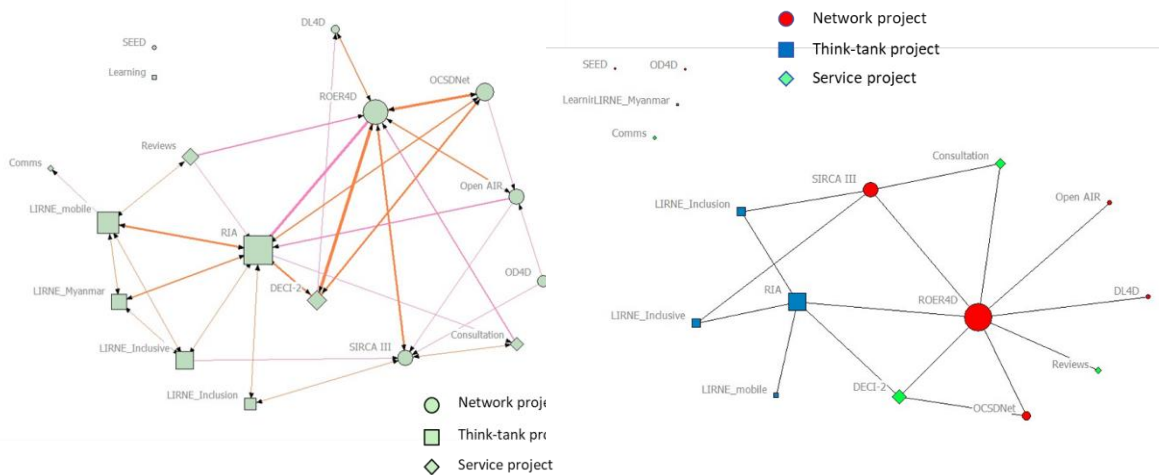 DL4D
SEED
Learning
OCSDNet
ROER4D
Reviews
Comms
Open AIR
LIRNE_mobile
RIA
OD4D
DECI-2
LIRNE_Myanmar
Consultation
SIRCA III
LIRNE_Inclusive
LIRNE_Inclusion
Network proje
Think-tank pro
Service project
Network project
Think-tank project
Service project
SEED
OD4D
LearninLIRNE_Myanmar
Comms
Consultation
SIRCA III
LIRNE_Inclusion
Open AIR
RIA
DL4D
ROER4D
LIRNE_Inclusive
Reviews
LIRNE_mobile
DECI-2
OCSDNet